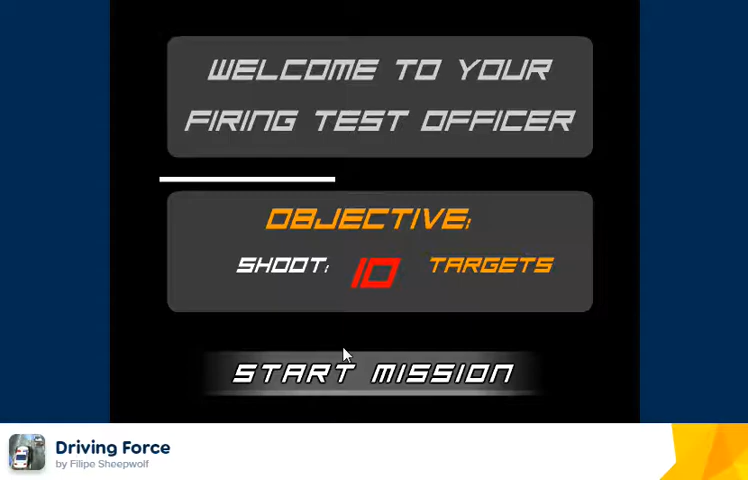 WELCOME TO YOUR
FIRING TEST OFFICER
OBJECTIVE:
SHOOT: 10 TARGETS
START MISSION
Driving Force
by Filipe Sheepwolf